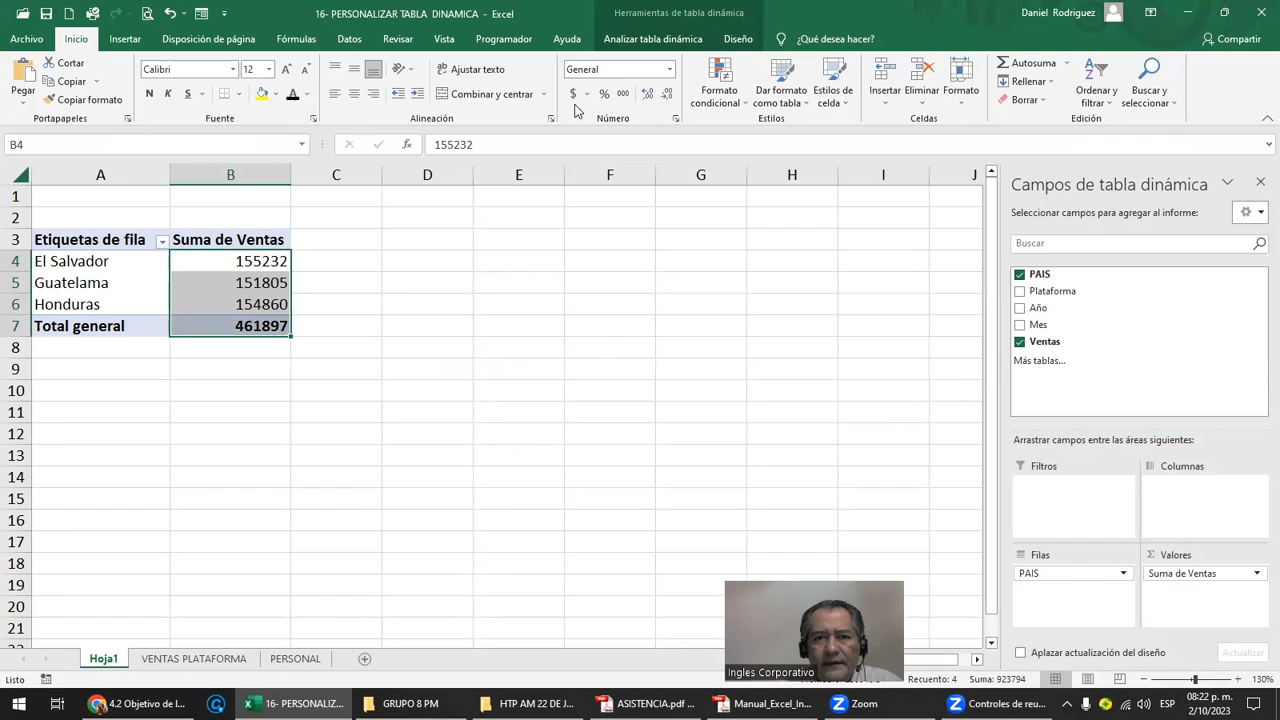 16- PERSONALIZAR TABLA DINAMICA - Excel
Herramientas de tabla dinámica
Daniel Rodriguez
Archivo
Inicio
Insertar
Disposición de página
Fórmulas
Datos
Revisar
Vista
Programador
Ayuda
Analizar tabla dinámica
Diseño
¿Qué desea hacer?
Compartir
Pegar
Cortar
Copiar
Copiar formato
Portapapeles
Calibri
12
N K S
Fuente
Ajustar texto
Combinar y centrar
Alineación
General
$ % 000
Número
Formato condicional
Dar formato como tabla
Estilos de celda
Estilos
Insertar
Eliminar
Formato
Celdas
Autosuma
Rellenar
Borrar
Ordenar y filtrar
Buscar y seleccionar
Edición
B4
fx
155232
A B C D E F G H I J
1
2
3 Etiquetas de fila Suma de Ventas
4 El Salvador 155232
5 Guatelama 151805
6 Honduras 154860
7 Total general 461897
8
9
10
11
12
13
14
15
16
17
18
19
20
21
Campos de tabla dinámica
Seleccionar campos para agregar al informe:
Buscar
PAIS
Plataforma
Año
Mes
Ventas
Más tablas...
Arrastrar campos entre las áreas siguientes:
Filtros
Columnas
Filas
Valores
PAIS
Suma de Ventas
Aplazar actualización del diseño
Actualizar
Ingles Corporativo
Hoja1
VENTAS PLATAFORMA
PERSONAL
Listo
Recuento: 4
Suma: 923794
130%
4.2 Objetivo de l...
16- PERSONALIZ...
GRUPO 8 PM
HTP AM 22 DE J...
ASISTENCIA.pdf ...
Manual_Excel_In...
Zoom
Controles de reu...
ESP
08:22 p. m.
2/10/2023